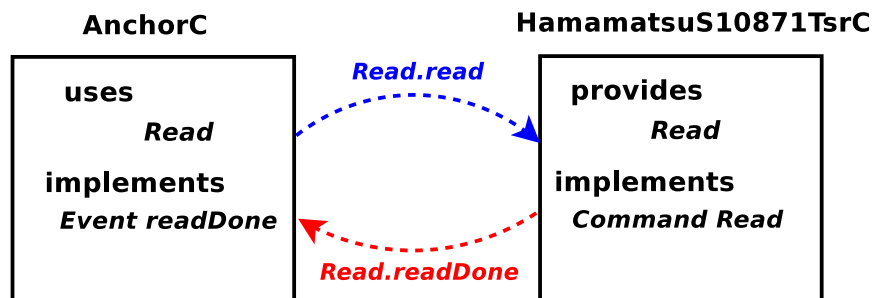 AnchorC
HamamatsuS10871TsrC
uses
Read
implements
Event readDone
Read.read
Read.readDone
provides
Read
implements
Command Read